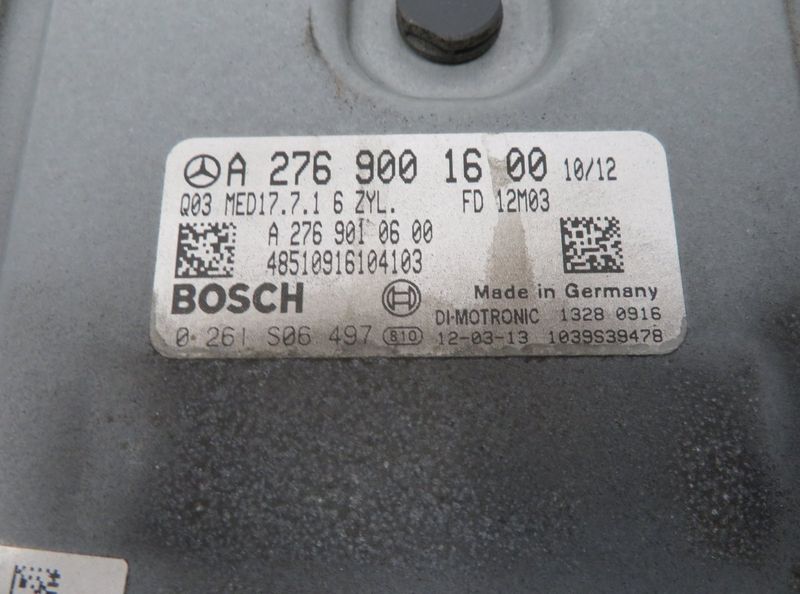 A 276 900 16 00 10/12
Q03 MED17.7.1 6 ZYL. FD 12M03
A 276 901 06 00
48510916104103
BOSCH Made in Germany
DI-MOTRONIC 1328 0916
0 261 S06 497 810 12-03-13 1039S39478